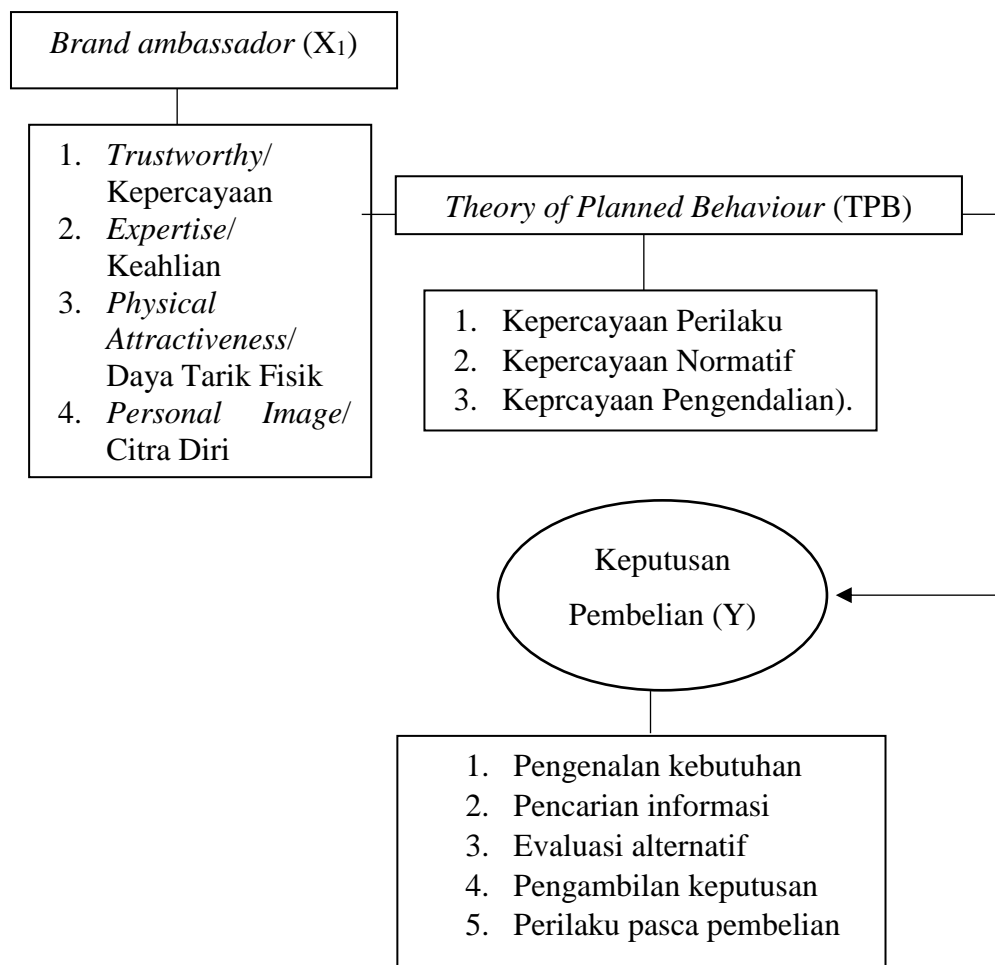 Brand ambassador (X₁)
1. Trustworthy/
Kepercayaan
2. Expertise/
Keahlian
3. Physical
Attractiveness/
Daya Tarik Fisik
4. Personal Image/
Citra Diri
Theory of Planned Behaviour (TPB)
1. Kepercayaan Perilaku
2. Kepercayaan Normatif
3. Keprcayaan Pengendalian).
Keputusan
Pembelian (Y)
1. Pengenalan kebutuhan
2. Pencarian informasi
3. Evaluasi alternatif
4. Pengambilan keputusan
5. Perilaku pasca pembelian